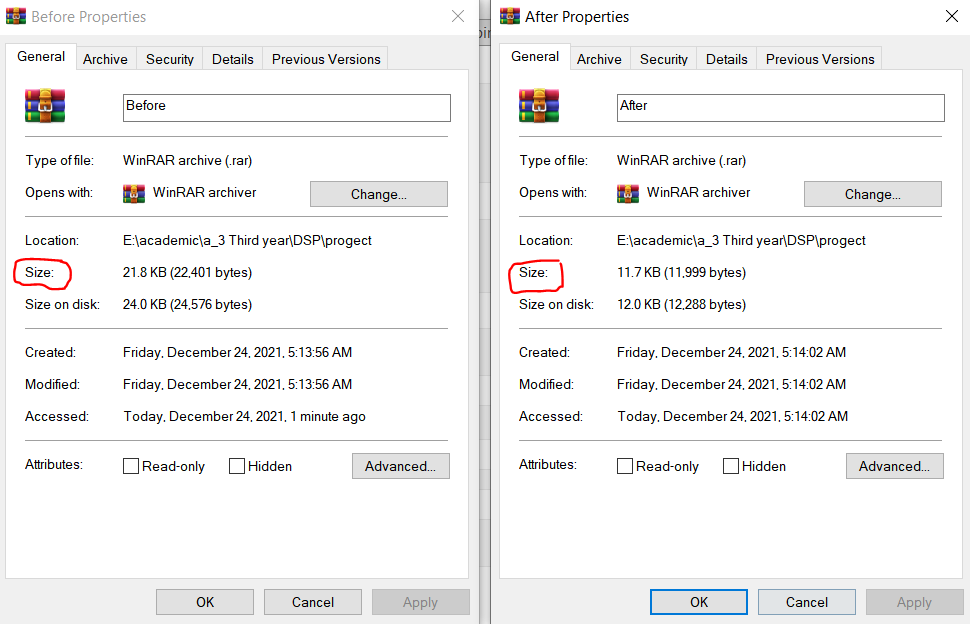 Before Properties
General Archive Security Details Previous Versions
Before
Type of file: WinRAR archive (.rar)
Opens with: WinRAR archiver Change...
Location: E:\academic\a_3 Third year\DSP\progect
Size: 21.8 KB (22,401 bytes)
Size on disk: 24.0 KB (24,576 bytes)
Created: Friday, December 24, 2021, 5:13:56 AM
Modified: Friday, December 24, 2021, 5:13:56 AM
Accessed: Today, December 24, 2021, 1 minute ago
Attributes: Read-only Hidden Advanced...
OK Cancel Apply
After Properties
General Archive Security Details Previous Versions
After
Type of file: WinRAR archive (.rar)
Opens with: WinRAR archiver Change...
Location: E:\academic\a_3 Third year\DSP\progect
Size: 11.7 KB (11,999 bytes)
Size on disk: 12.0 KB (12,288 bytes)
Created: Friday, December 24, 2021, 5:14:02 AM
Modified: Friday, December 24, 2021, 5:14:02 AM
Accessed: Today, December 24, 2021, 5:14:02 AM
Attributes: Read-only Hidden Advanced...
OK Cancel Apply